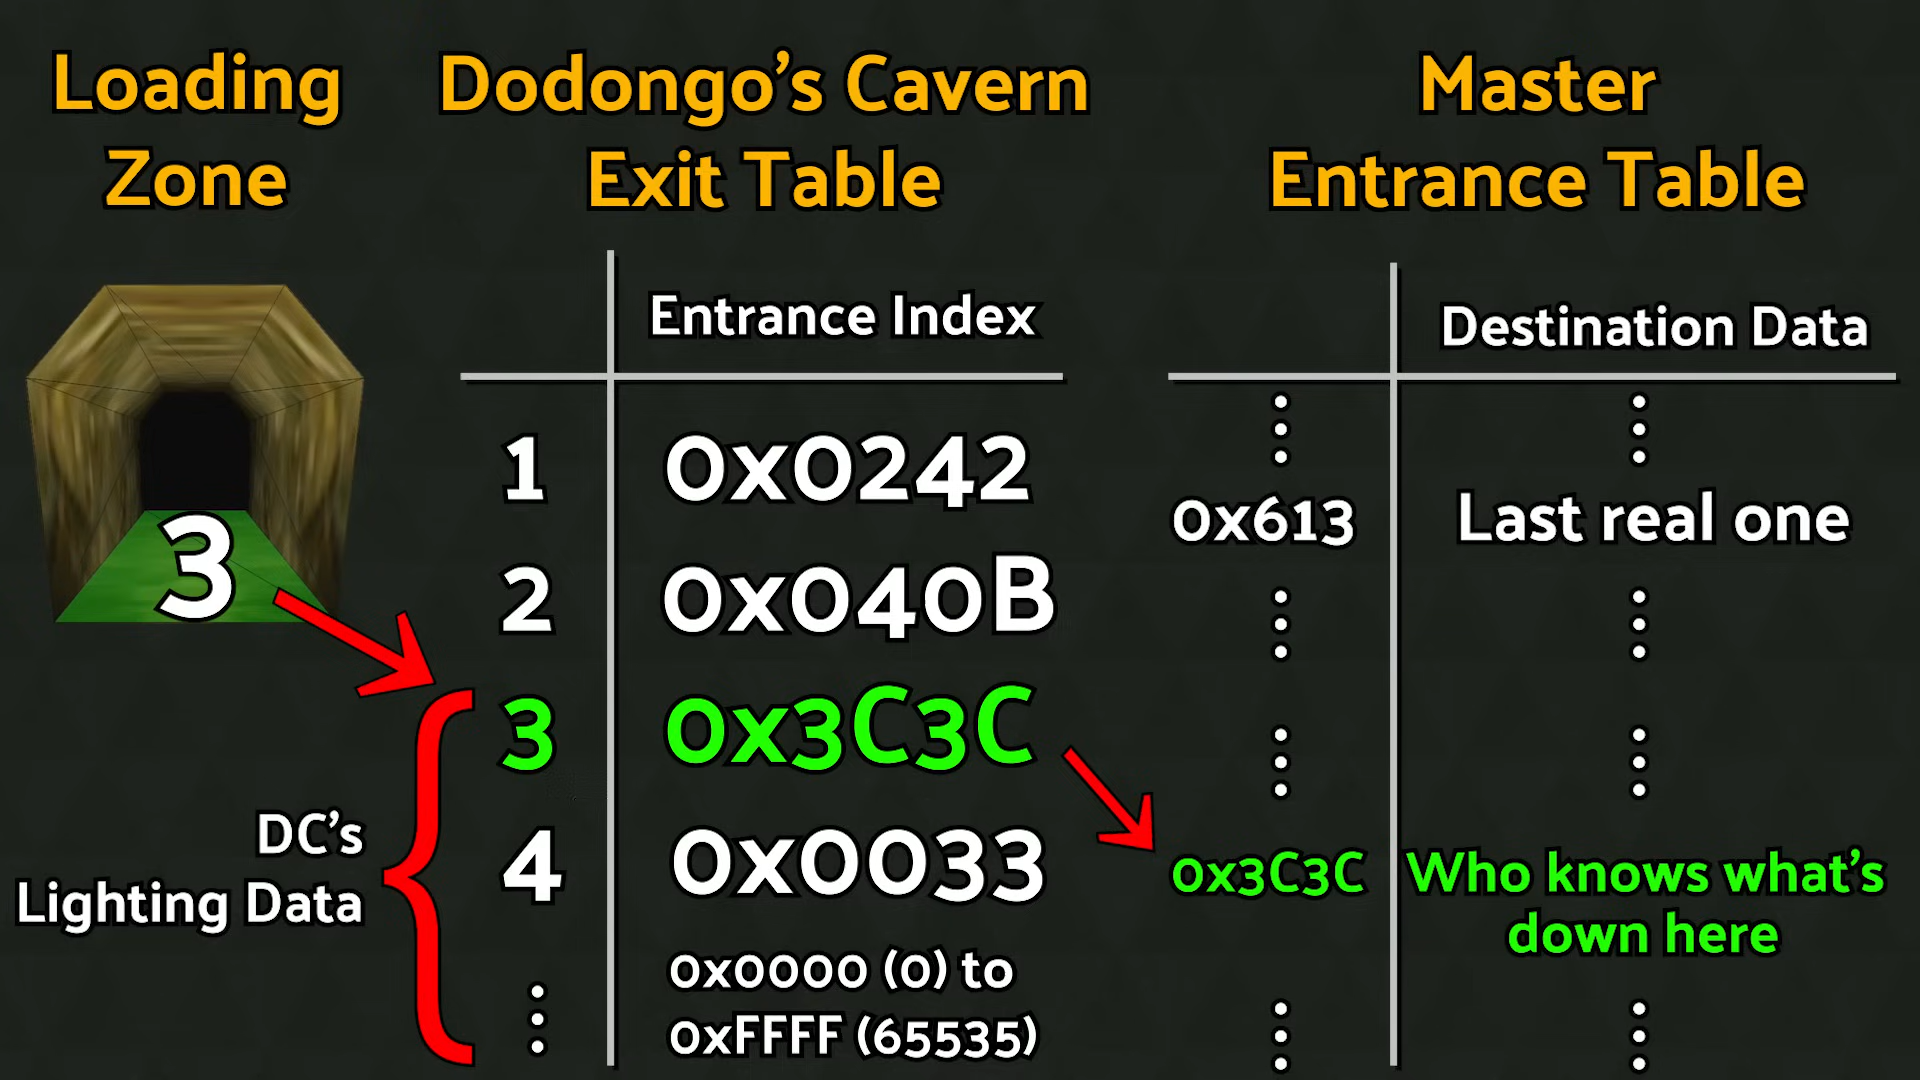 Loading
Zone
3
DC's
Lighting Data
Dodongo's Cavern
Exit Table
Entrance Index
1 0x0242
2 0x040B
3 0x3C3C
4 0x0033
0x0000 (0) to
0xFFFF (65535)
Master
Entrance Table
Destination Data
0x613 Last real one
0x3C3C Who knows what's
down here